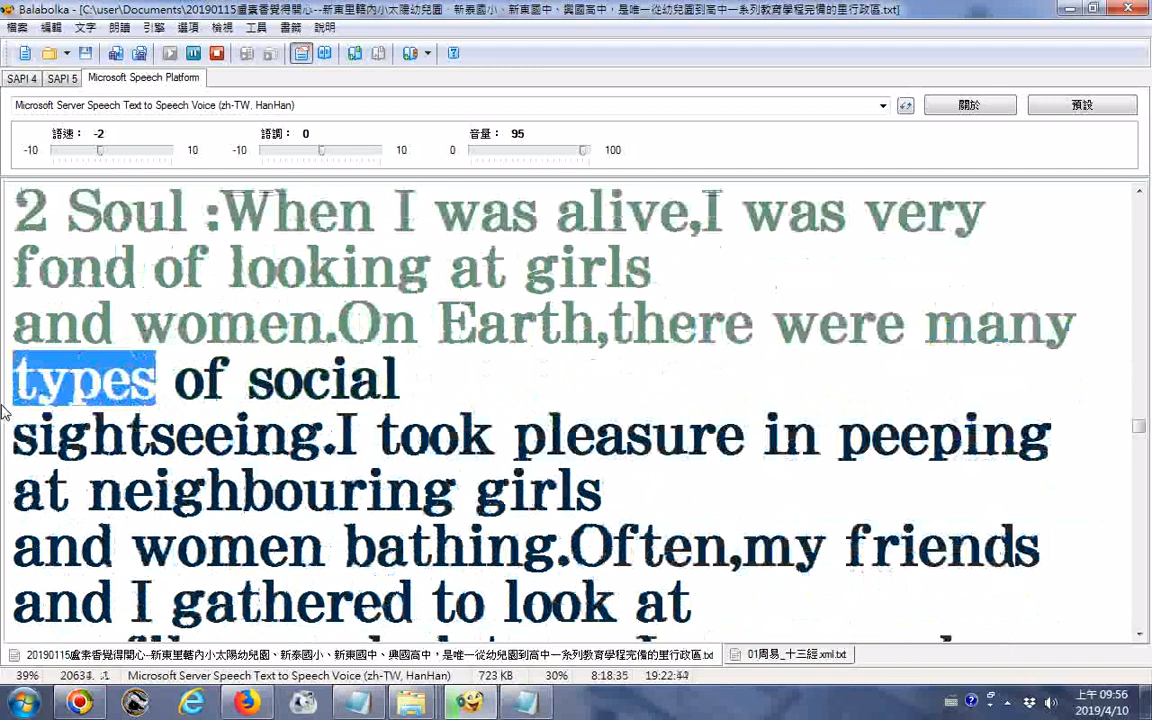 Balabolka - [C:\user\Documents\20190115盧素香覺得開心--新東里轄內小太陽幼兒園、新泰國小、新東國中、興國高中，是唯一從幼兒園到高中一系列教育學程完備的里行政區.txt]
檔案 編輯 文字 朗讀 引擎 選項 檢視 工具 書籤 說明
SAPI 4 SAPI 5 Microsoft Speech Platform
Microsoft Server Speech Text to Speech Voice (zh-TW, HanHan) 關於 預設
語速： -2 語調： 0 音量： 95
-10 10 -10 10 0 100
2 Soul :When I was alive,I was very
fond of looking at girls
and women.On Earth,there were many
types of social
sightseeing.I took pleasure in peeping
at neighbouring girls
and women bathing.Often,my friends
and I gathered to look at
20190115盧素香覺得開心--新東里轄內小太陽幼兒園、新泰國小、新東國中、興國高中，是唯一從幼兒園到高中一系列教育學程完備的里行政區.txt 01周易_十三經.xml.txt
39% Microsoft Server Speech Text to Speech Voice (zh-TW, HanHan) 723 KB 30% 8:18.35 19:22:44
上午 09:56
2019/4/10